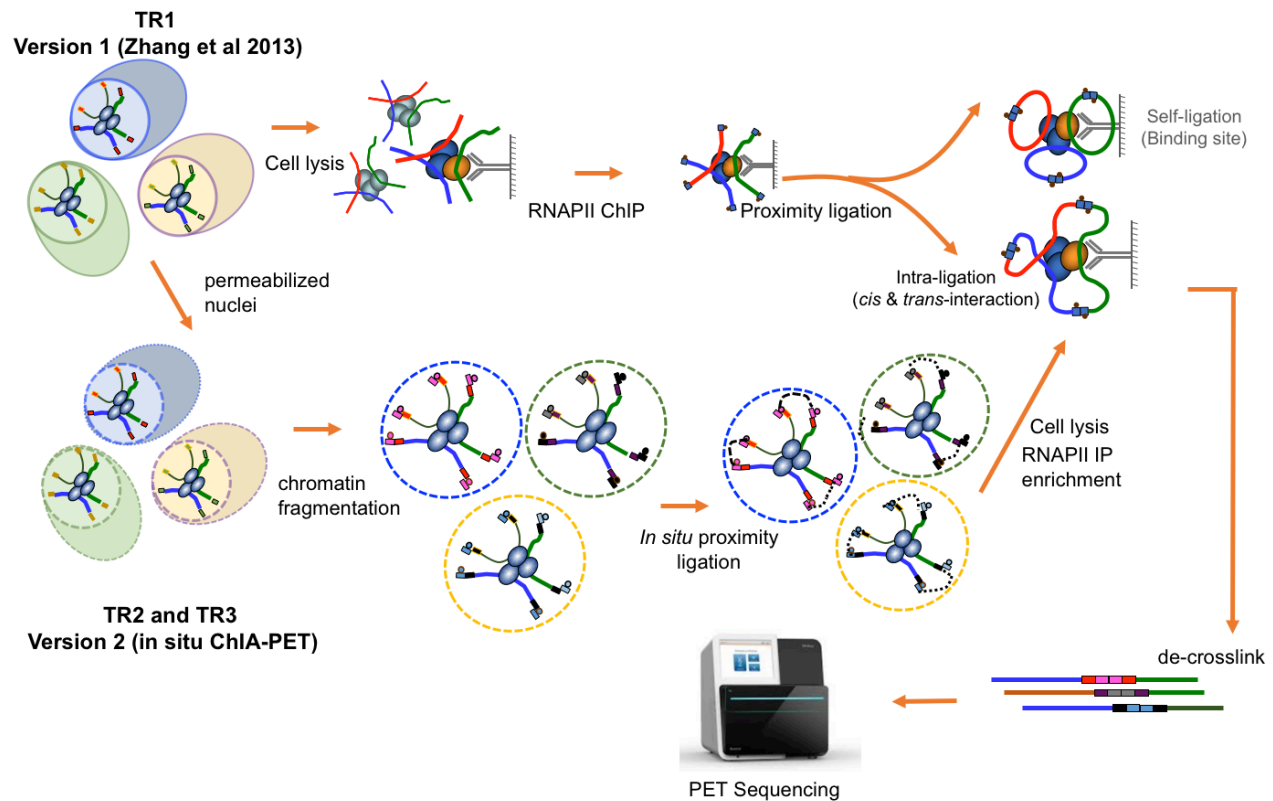 TR1
Version 1 (Zhang et al 2013)
Cell lysis
RNAPII ChIP
Proximity ligation
Self-ligation
(Binding site)
Intra-ligation
(cis & trans-interaction)
permeabilized
nuclei
chromatin
fragmentation
In situ proximity
ligation
Cell lysis
RNAPII IP
enrichment
TR2 and TR3
Version 2 (in situ ChIA-PET)
de-crosslink
PET Sequencing